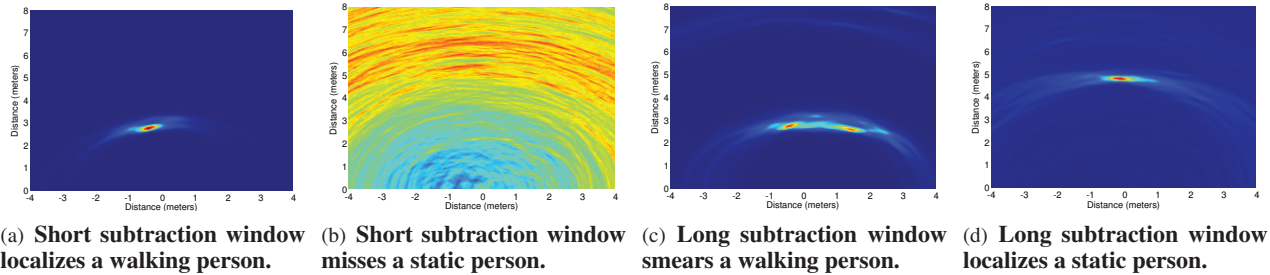 8
7
6
5
4
3
2
1
0
Distance (meters)
-4 -3 -2 -1 0 1 2 3 4
Distance (meters)
(a) Short subtraction window
localizes a walking person.
8
7
6
5
4
3
2
1
0
Distance (meters)
-4 -3 -2 -1 0 1 2 3 4
Distance (meters)
(b) Short subtraction window
misses a static person.
8
7
6
5
4
3
2
1
0
Distance (meters)
-4 -3 -2 -1 0 1 2 3 4
Distance (meters)
(c) Long subtraction window
smears a walking person.
8
7
6
5
4
3
2
1
0
Distance (meters)
-4 -3 -2 -1 0 1 2 3 4
Distance (meters)
(d) Long subtraction window
localizes a static person.